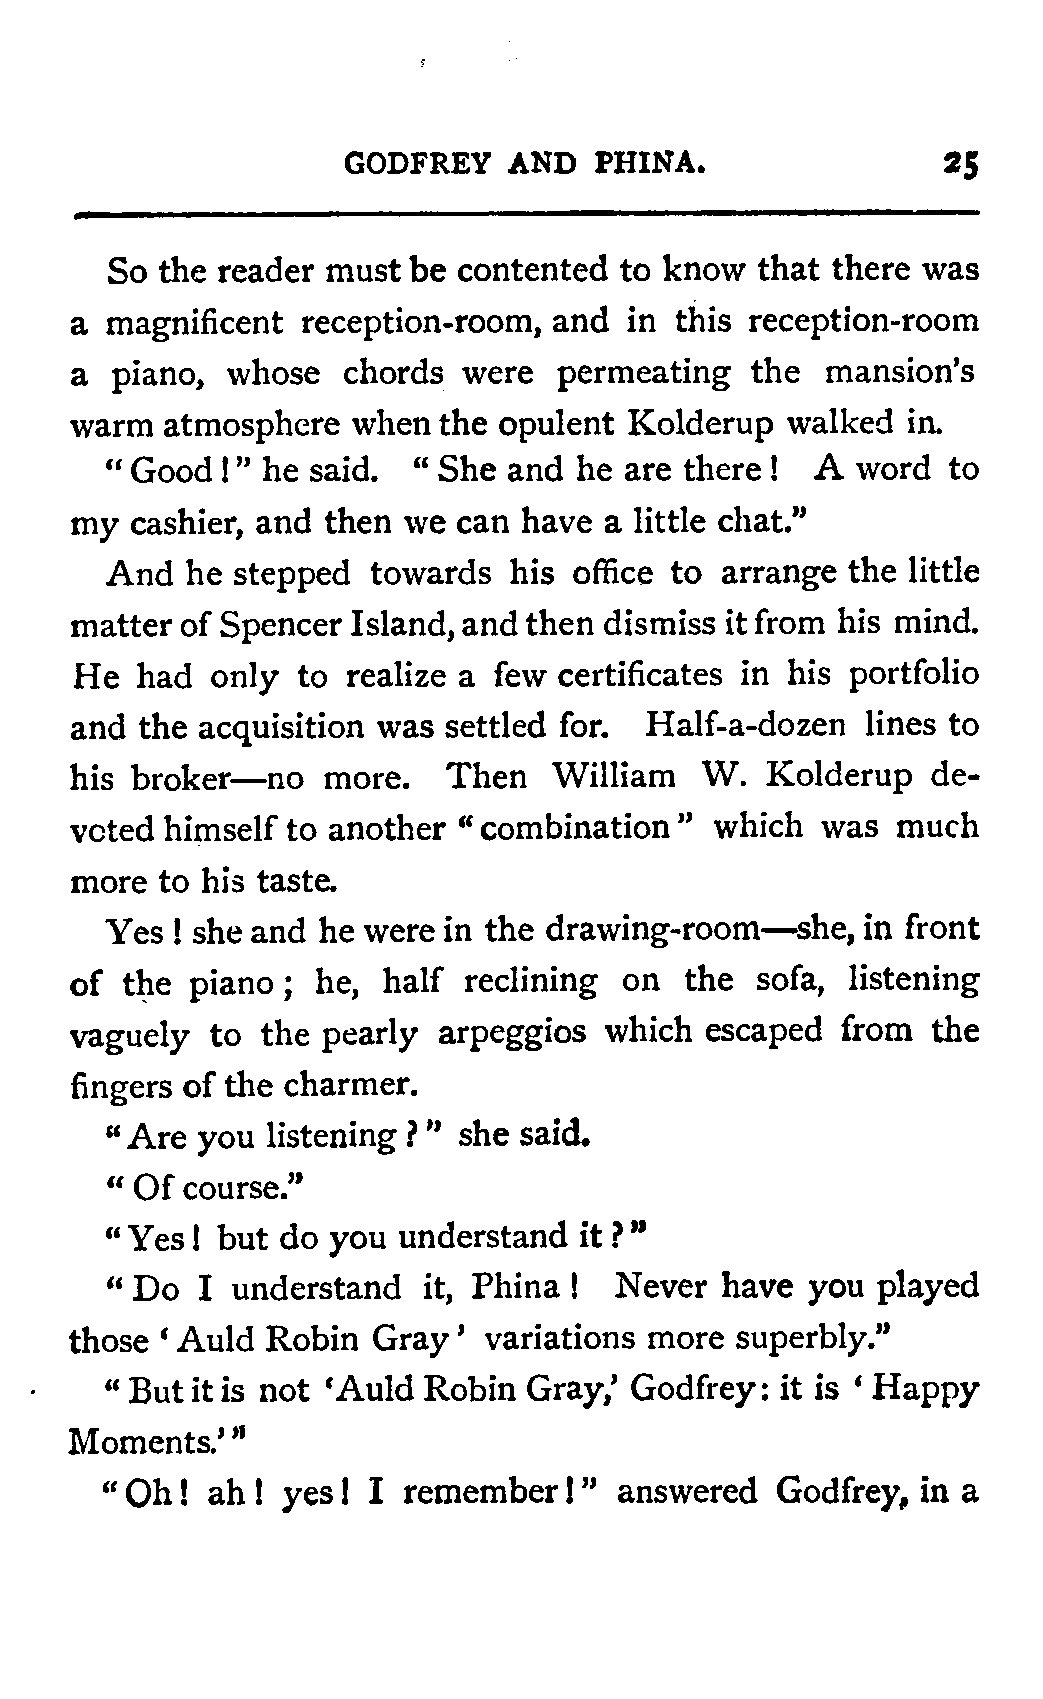 GODFREY AND PHINA. 25
So the reader must be contented to know that there was
a magnificent reception-room, and in this reception-room
a piano, whose chords were permeating the mansion's
warm atmosphere when the opulent Kolderup walked in.
"Good!" he said. "She and he are there! A word to
my cashier, and then we can have a little chat."
And he stepped towards his office to arrange the little
matter of Spencer Island, and then dismiss it from his mind.
He had only to realize a few certificates in his portfolio
and the acquisition was settled for. Half-a-dozen lines to
his broker—no more. Then William W. Kolderup de-
voted himself to another "combination" which was much
more to his taste.
Yes! she and he were in the drawing-room—she, in front
of the piano; he, half reclining on the sofa, listening
vaguely to the pearly arpeggios which escaped from the
fingers of the charmer.
"Are you listening?" she said.
"Of course."
"Yes! but do you understand it?"
"Do I understand it, Phina! Never have you played
those 'Auld Robin Gray' variations more superbly."
"But it is not 'Auld Robin Gray,' Godfrey: it is 'Happy
Moments.'"
"Oh! ah! yes! I remember!" answered Godfrey, in a